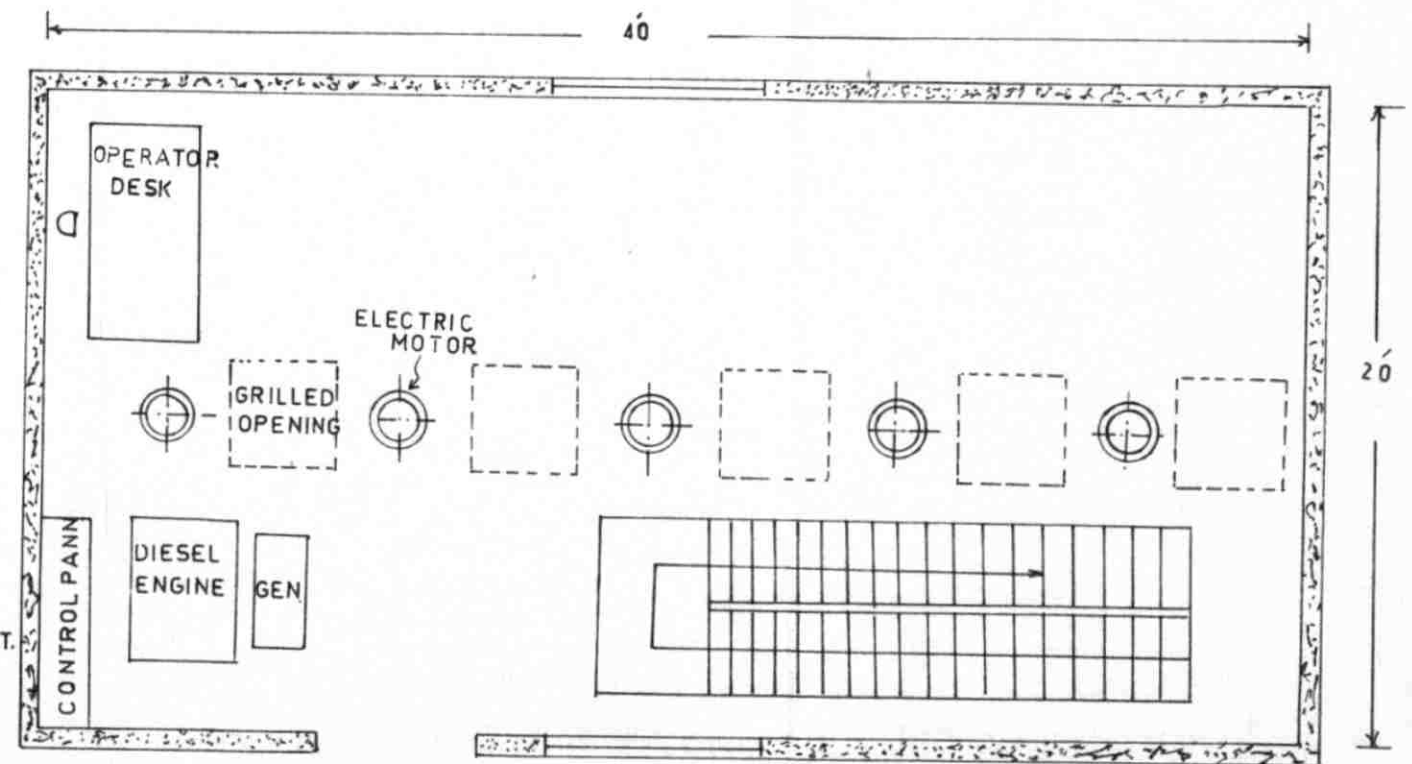 40'
OPERATOR
DESK
20'
ELECTRIC
MOTOR
GRILLED
OPENING
CONTROL PANN
DIESEL
ENGINE
GEN
T.